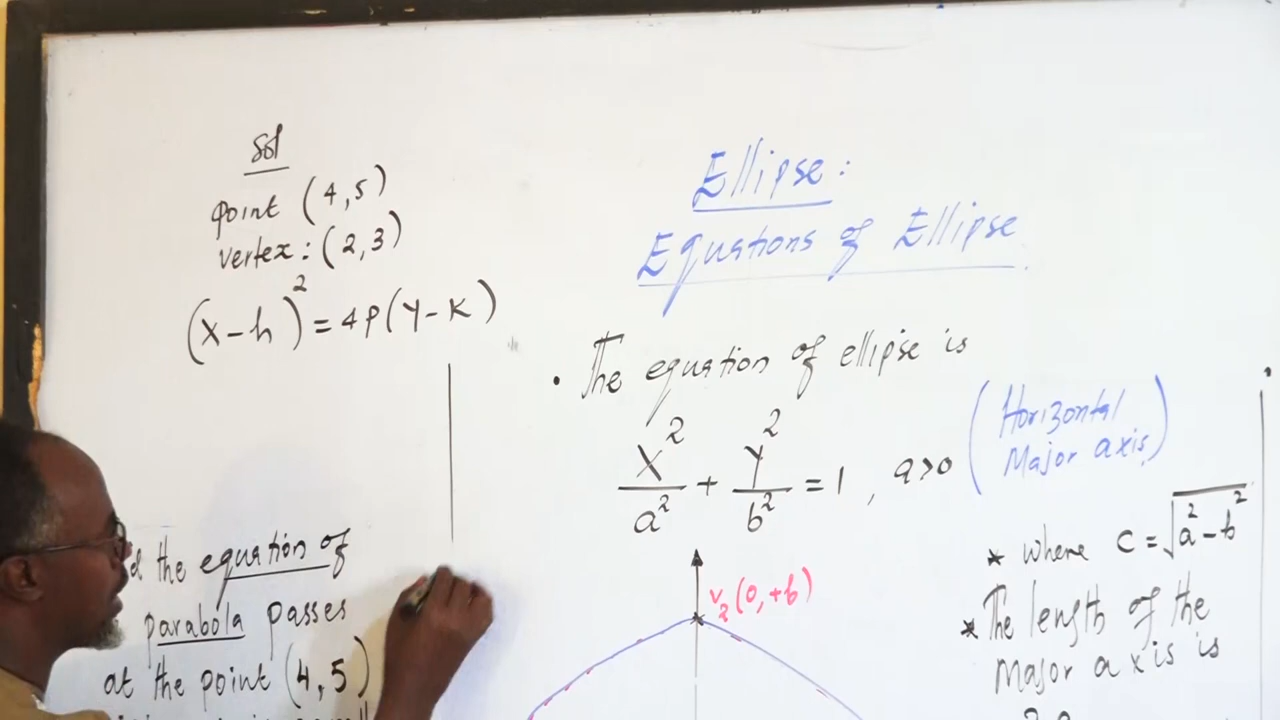 Sol
point (4,5)
vertex: (2,3)
(x-h)² = 4p(y-k)
the equation of
parabola passes
at the point (4,5)
Ellipse:
Equations of Ellipse
• The equation of ellipse is
x²/a² + y²/b² = 1, a>0 (Horizontal Major axis)
* where c = √(a² - b²)
* The length of the
Major axis is
V₂(0,+b)